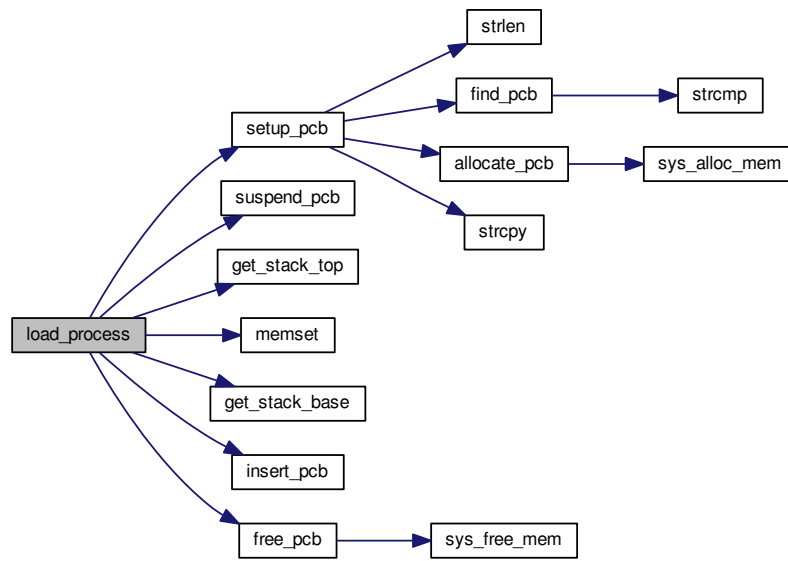 strlen
find_pcb
strcmp
setup_pcb
allocate_pcb
sys_alloc_mem
suspend_pcb
strcpy
get_stack_top
load_process
memset
get_stack_base
insert_pcb
free_pcb
sys_free_mem